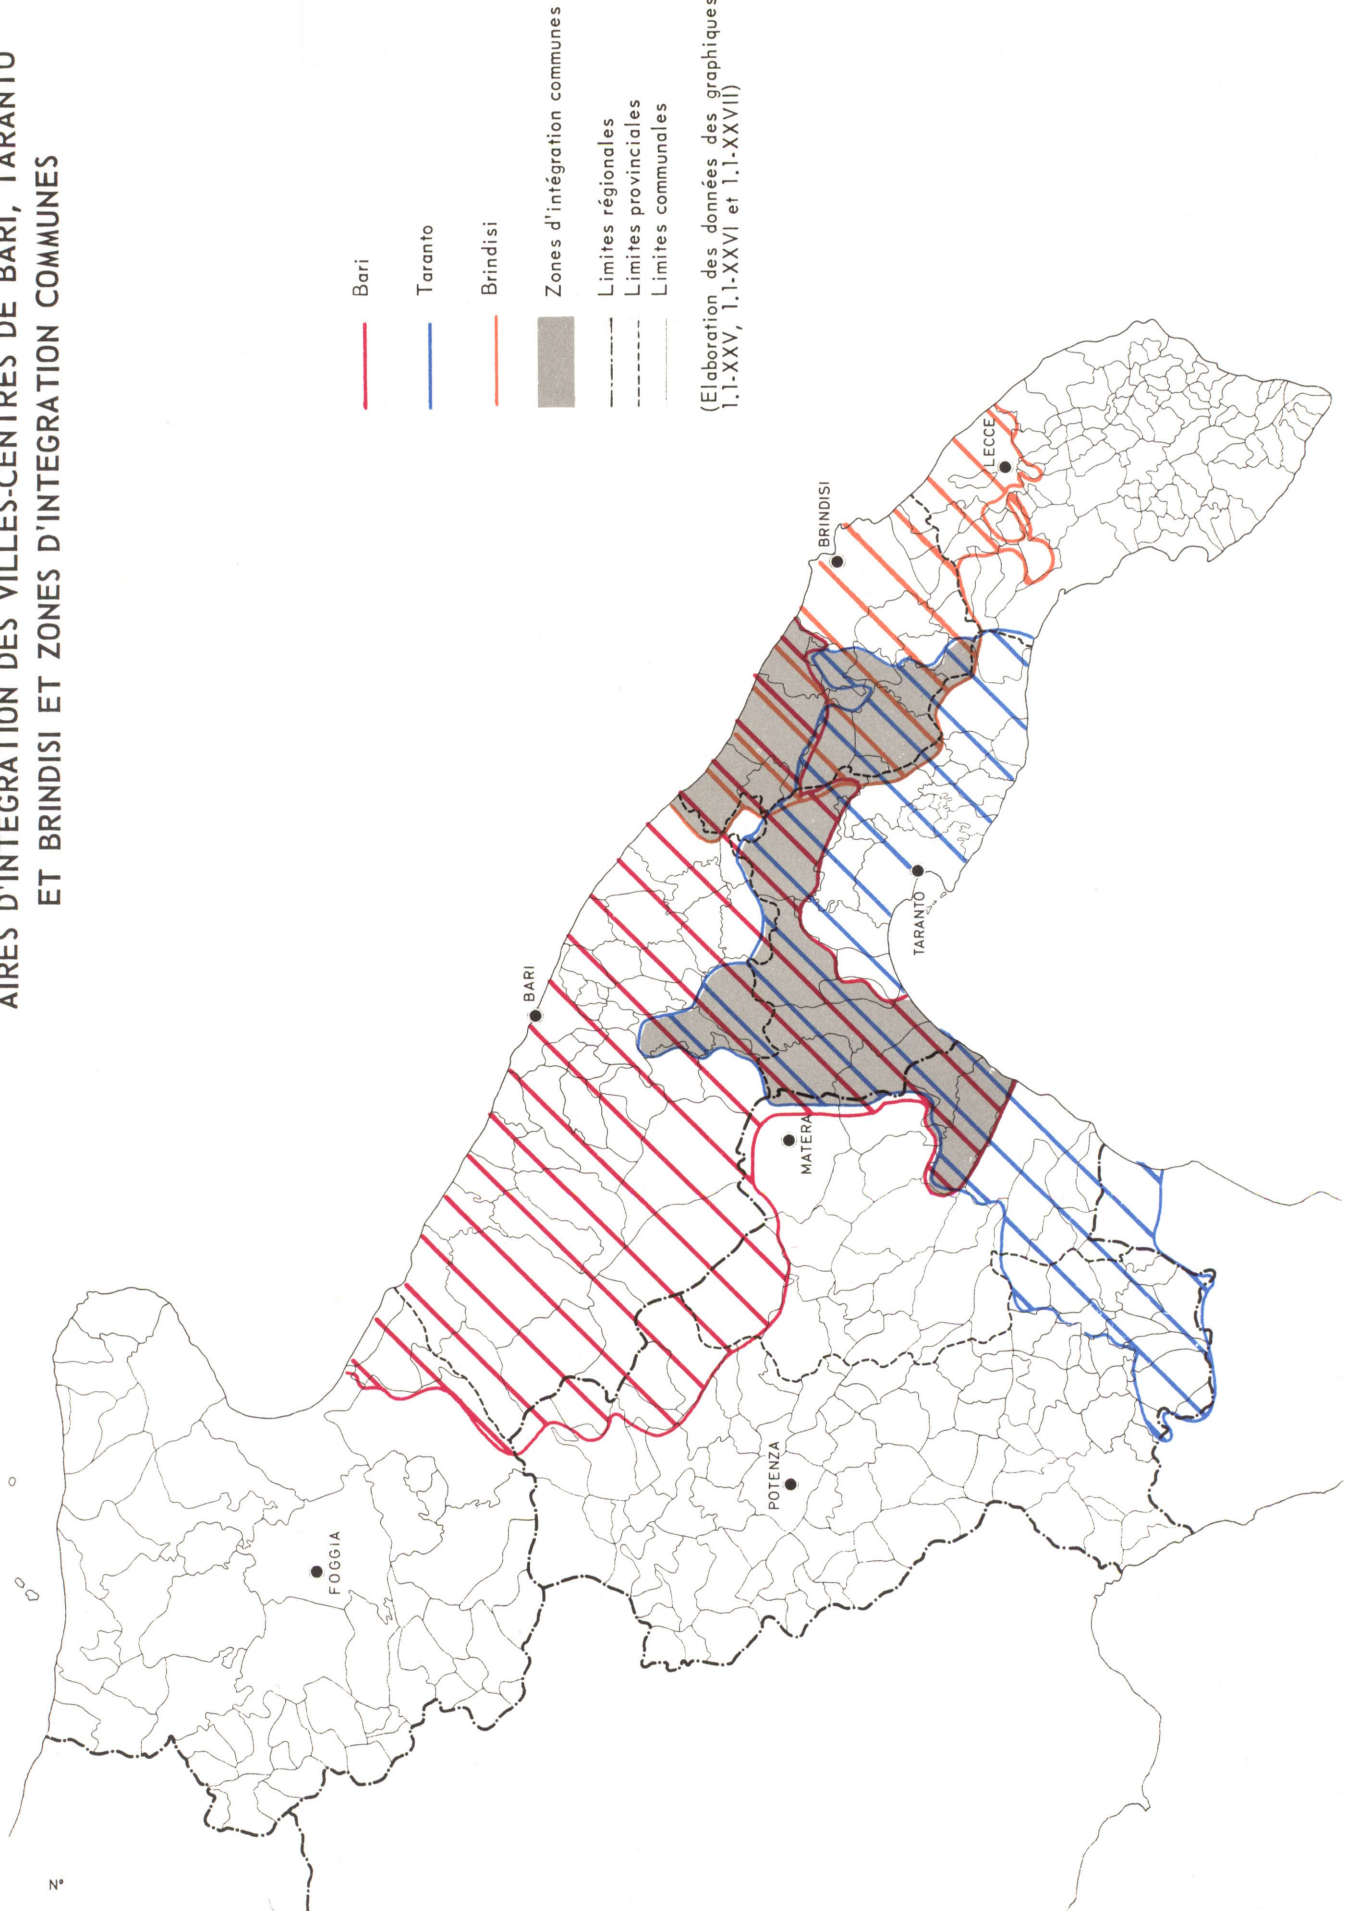 AIRES D'INTEGRATION DES VILLES-CENTRES DE BARI, TARANTO
ET BRINDISI ET ZONES D'INTEGRATION COMMUNES
Bari
Taranto
Brindisi
Zones d'intégration communes
Limites régionales
Limites provinciales
Limites communales
(Elaboration des données des graphiques
1.1-XXV, 1.1-XXVI et 1.1-XXVII)
N°
FOGGIA
POTENZA
MATERA
BARI
TARANTO
BRINDISI
LECCE